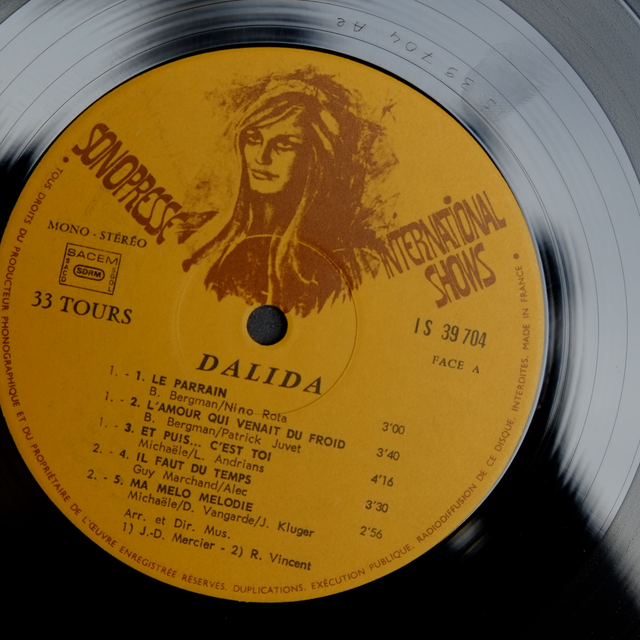 33 704 A2
SONOPRESSE
INTERNATIONAL
SHOWS
MONO - STÉRÉO
SACEM
SDRM
33 TOURS
IS 39 704
FACE A
DALIDA
1. - 1. LE PARRAIN
B. Bergman/Nino Rota 3'00
1. - 2. L'AMOUR QUI VENAIT DU FROID
B. Bergman/Patrick Juvet 3'40
1. - 3. ET PUIS... C'EST TOI
Michaële/L. Andrians 4'16
2. - 4. IL FAUT DU TEMPS
Guy Marchand/Alec 3'30
2. - 5. MA MELO MELODIE
Michaële/D. Vangarde/J. Kluger 2'56
Arr. et Dir. Mus.
1) J.-D. Mercier - 2) R. Vincent
• TOUS DROITS DU PRODUCTEUR PHONOGRAPHIQUE ET DU PROPRIÉTAIRE DE L'ŒUVRE ENREGISTRÉE RÉSERVÉS. DUPLICATIONS, EXÉCUTION PUBLIQUE, RADIODIFFUSION DE CE DISQUE, INTERDITES. MADE IN FRANCE •